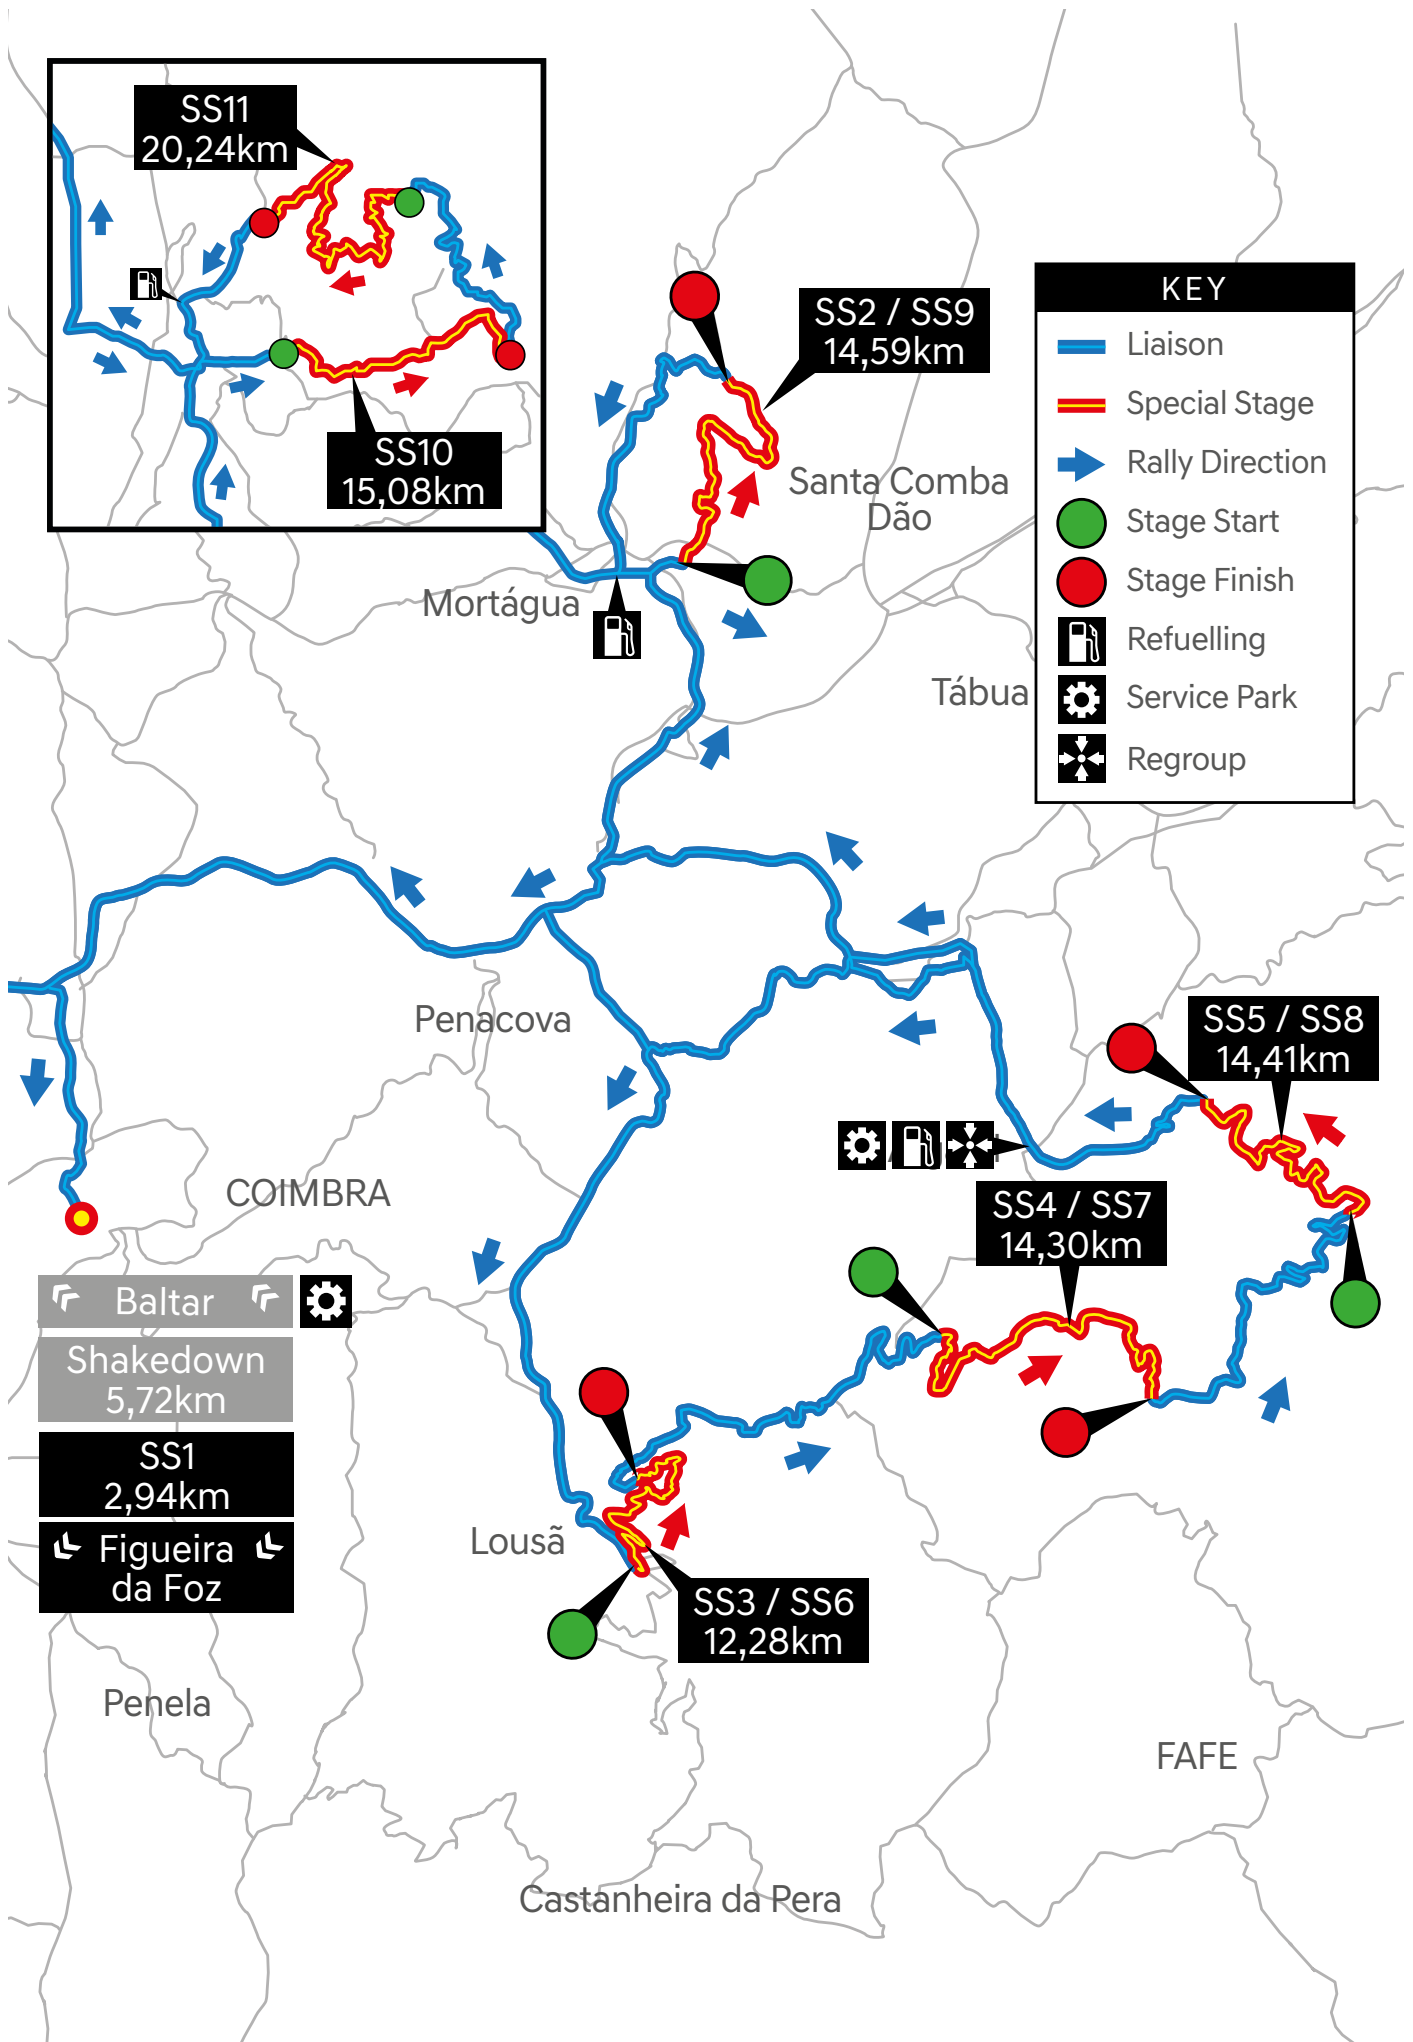 SS11
20,24km
SS10
15,08km
SS2 / SS9
14,59km
KEY
Liaison
Special Stage
Rally Direction
Stage Start
Stage Finish
Refuelling
Service Park
Regroup
Santa Comba
Dão
Mortágua
Tábua
Penacova
SS5 / SS8
14,41km
COIMBRA
SS4 / SS7
14,30km
Baltar
Shakedown
5,72km
SS1
2,94km
Figueira
da Foz
Lousã
SS3 / SS6
12,28km
Penela
FAFE
Castanheira da Pera